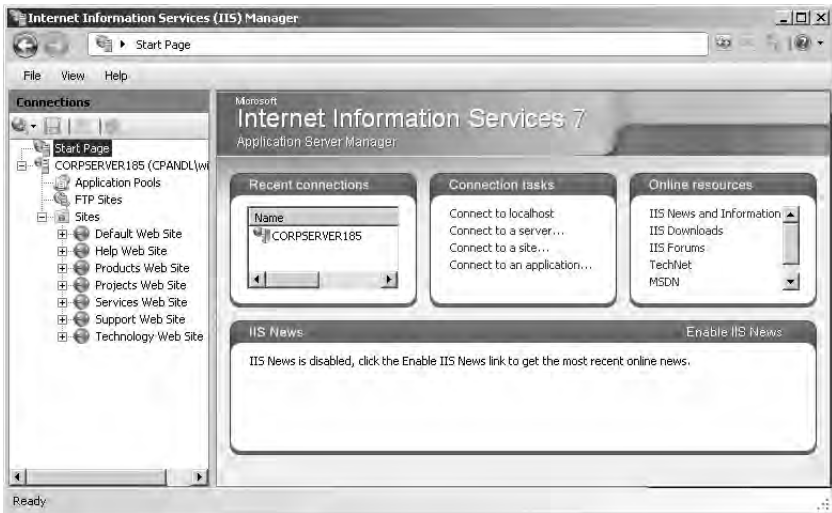 Internet Information Services (IIS) Manager
Start Page
File View Help
Connections
Start Page
CORPSERVER185 (CPANDL\wi
Application Pools
FTP Sites
Sites
Default Web Site
Help Web Site
Products Web Site
Projects Web Site
Services Web Site
Support Web Site
Technology Web Site
Microsoft
Internet Information Services 7
Application Server Manager
Recent connections
Name
CORPSERVER185
Connection tasks
Connect to localhost
Connect to a server...
Connect to a site...
Connect to an application...
Online resources
IIS News and Information
IIS Downloads
IIS Forums
TechNet
MSDN
IIS News
Enable IIS News
IIS News is disabled, click the Enable IIS News link to get the most recent online news.
Ready